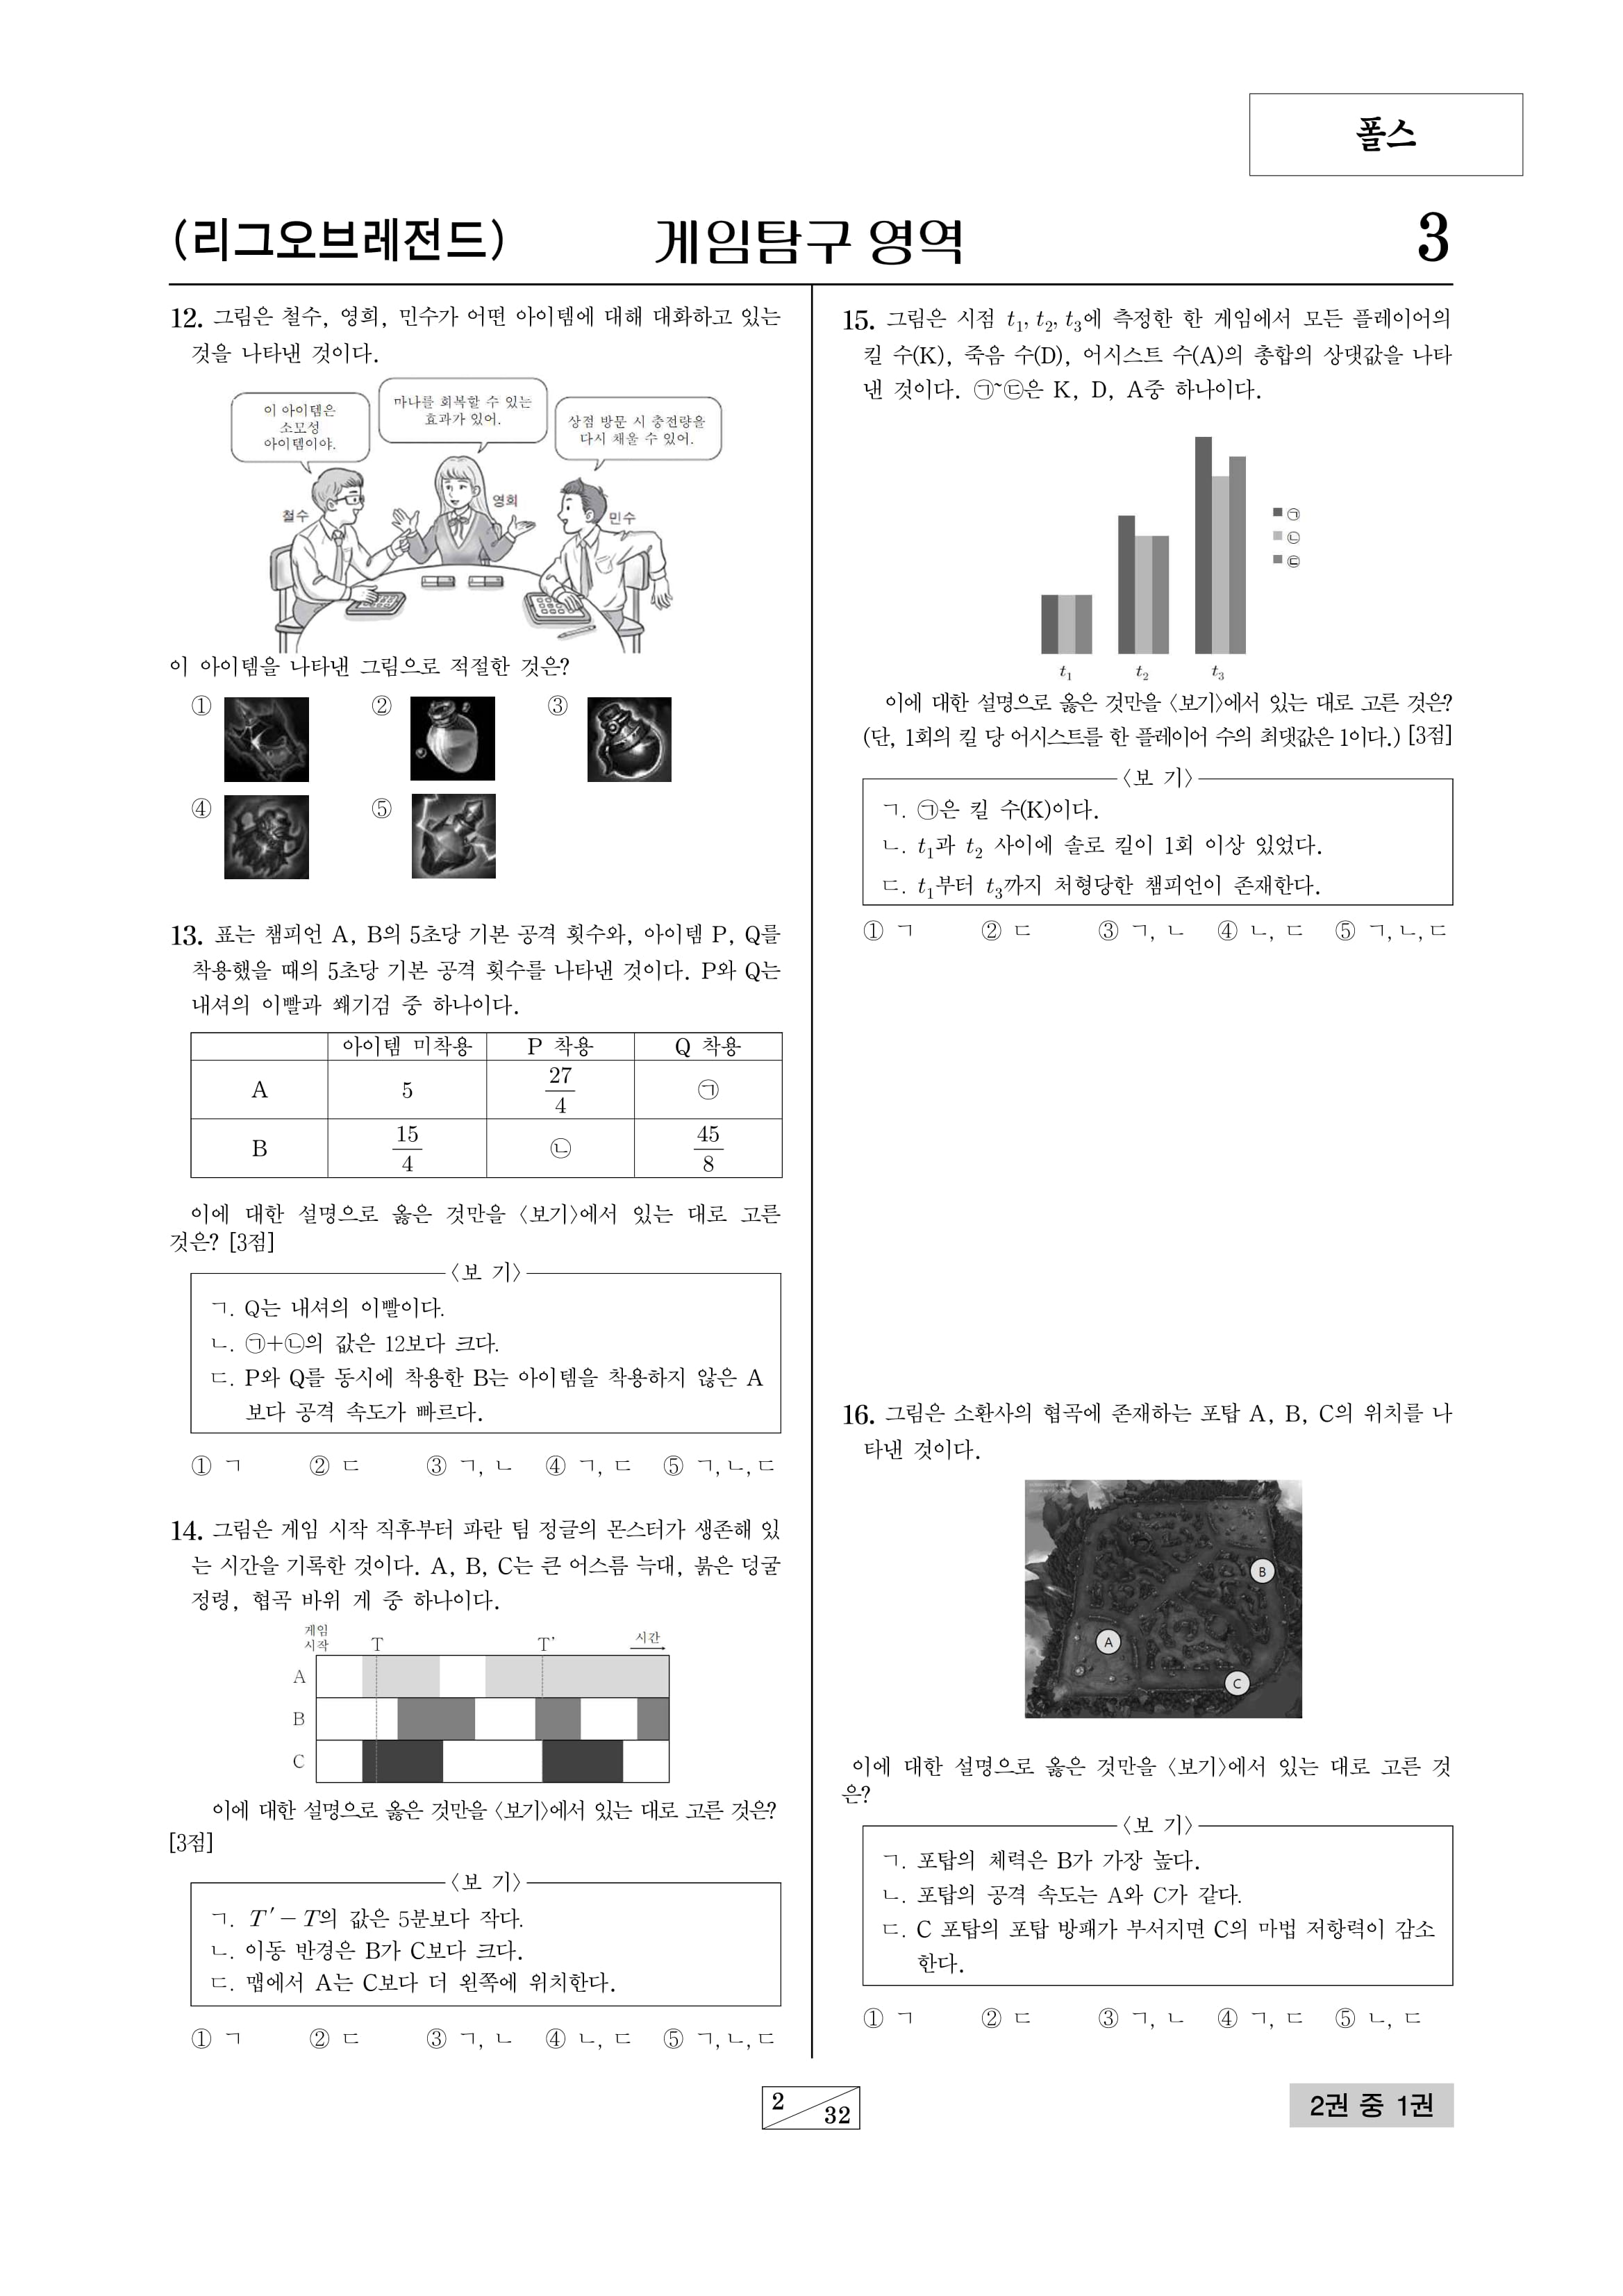 폴스
(리그오브레전드) 게임탐구 영역 3
12. 그림은 철수, 영희, 민수가 어떤 아이템에 대해 대화하고 있는
것을 나타낸 것이다.
이 아이템은
소모성
아이템이야.
마나를 회복할 수 있는
효과가 있어.
상점 방문 시 충전량을
다시 채울 수 있어.
철수
영희
민수
이 아이템을 나타낸 그림으로 적절한 것은?
① ② ③
④ ⑤
13. 표는 챔피언 A, B의 5초당 기본 공격 횟수와, 아이템 P, Q를
착용했을 때의 5초당 기본 공격 횟수를 나타낸 것이다. P와 Q는
내셔의 이빨과 쐐기검 중 하나이다.
아이템 미착용 P 착용 Q 착용
A 5 27/4 ㉠
B 15/4 ㉡ 45/8
이에 대한 설명으로 옳은 것만을 〈보기〉에서 있는 대로 고른
것은? [3점]
〈보 기〉
ㄱ. Q는 내셔의 이빨이다.
ㄴ. ㉠+㉡의 값은 12보다 크다.
ㄷ. P와 Q를 동시에 착용한 B는 아이템을 착용하지 않은 A
보다 공격 속도가 빠르다.
① ㄱ ② ㄷ ③ ㄱ, ㄴ ④ ㄱ, ㄷ ⑤ ㄱ, ㄴ, ㄷ
14. 그림은 게임 시작 직후부터 파란 팀 정글의 몬스터가 생존해 있
는 시간을 기록한 것이다. A, B, C는 큰 어스름 늑대, 붉은 덩굴
정령, 협곡 바위 게 중 하나이다.
게임
시작 T T' 시간
A
B
C
이에 대한 설명으로 옳은 것만을 〈보기〉에서 있는 대로 고른 것은?
[3점]
〈보 기〉
ㄱ. T′－T의 값은 5분보다 작다.
ㄴ. 이동 반경은 B가 C보다 크다.
ㄷ. 맵에서 A는 C보다 더 왼쪽에 위치한다.
① ㄱ ② ㄷ ③ ㄱ, ㄴ ④ ㄴ, ㄷ ⑤ ㄱ, ㄴ, ㄷ
15. 그림은 시점 t₁, t₂, t₃에 측정한 한 게임에서 모든 플레이어의
킬 수(K), 죽음 수(D), 어시스트 수(A)의 총합의 상댓값을 나타
낸 것이다. ㉠~㉢은 K, D, A중 하나이다.
㉠
㉡
㉢
t₁ t₂ t₃
이에 대한 설명으로 옳은 것만을 〈보기〉에서 있는 대로 고른 것은?
(단, 1회의 킬 당 어시스트를 한 플레이어 수의 최댓값은 1이다.) [3점]
〈보 기〉
ㄱ. ㉠은 킬 수(K)이다.
ㄴ. t₁과 t₂ 사이에 솔로 킬이 1회 이상 있었다.
ㄷ. t₁부터 t₃까지 처형당한 챔피언이 존재한다.
① ㄱ ② ㄷ ③ ㄱ, ㄴ ④ ㄴ, ㄷ ⑤ ㄱ, ㄴ, ㄷ
16. 그림은 소환사의 협곡에 존재하는 포탑 A, B, C의 위치를 나
타낸 것이다.
B
A
C
이에 대한 설명으로 옳은 것만을 〈보기〉에서 있는 대로 고른 것
은?
〈보 기〉
ㄱ. 포탑의 체력은 B가 가장 높다.
ㄴ. 포탑의 공격 속도는 A와 C가 같다.
ㄷ. C 포탑의 포탑 방패가 부서지면 C의 마법 저항력이 감소
한다.
① ㄱ ② ㄷ ③ ㄱ, ㄴ ④ ㄱ, ㄷ ⑤ ㄴ, ㄷ
2 32
2권 중 1권